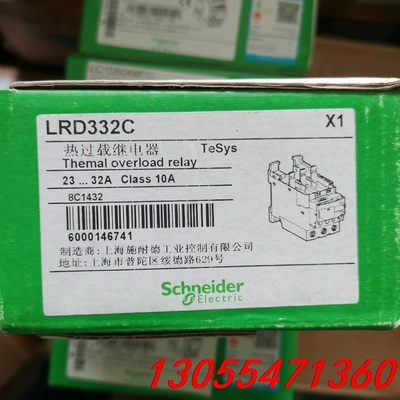 LRD332C
X1
热过载继电器 TeSys
Thermal overload relay
23 ... 32A Class 10A
8C1432
6000146741
制造商: 上海施耐德工业控制有限公司
地址: 上海市普陀区绥德路629号
Schneider
Electric
13055471360